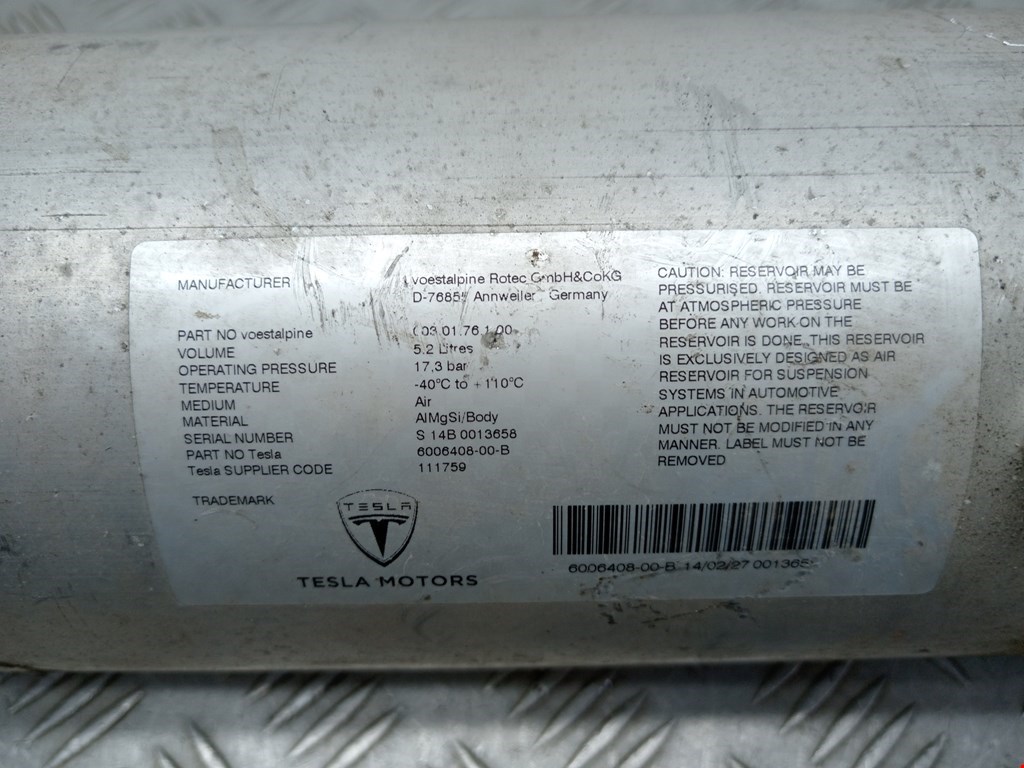 MANUFACTURER voestalpine Rotec GmbH&CoKG
Annweiler Germany
PART NO voestalpine
VOLUME 5.2 Litres
OPERATING PRESSURE 17,3 bar
TEMPERATURE -40°C to +110°C
MEDIUM Air
MATERIAL AlMgSi/Body
SERIAL NUMBER S 14B 0013658
PART NO Tesla 6006408-00-B
Tesla SUPPLIER CODE 111759
TRADEMARK
TESLA
TESLA MOTORS
CAUTION: RESERVOIR MAY BE
PRESSURISED. RESERVOIR MUST BE
AT ATMOSPHERIC PRESSURE
BEFORE ANY WORK ON THE
RESERVOIR IS DONE. THIS RESERVOIR
IS EXCLUSIVELY DESIGNED AS AIR
RESERVOIR FOR SUSPENSION
SYSTEMS IN AUTOMOTIVE
APPLICATIONS. THE RESERVOIR
MUST NOT BE MODIFIED IN ANY
MANNER. LABEL MUST NOT BE
REMOVED
6006408-00-B 14/02/27